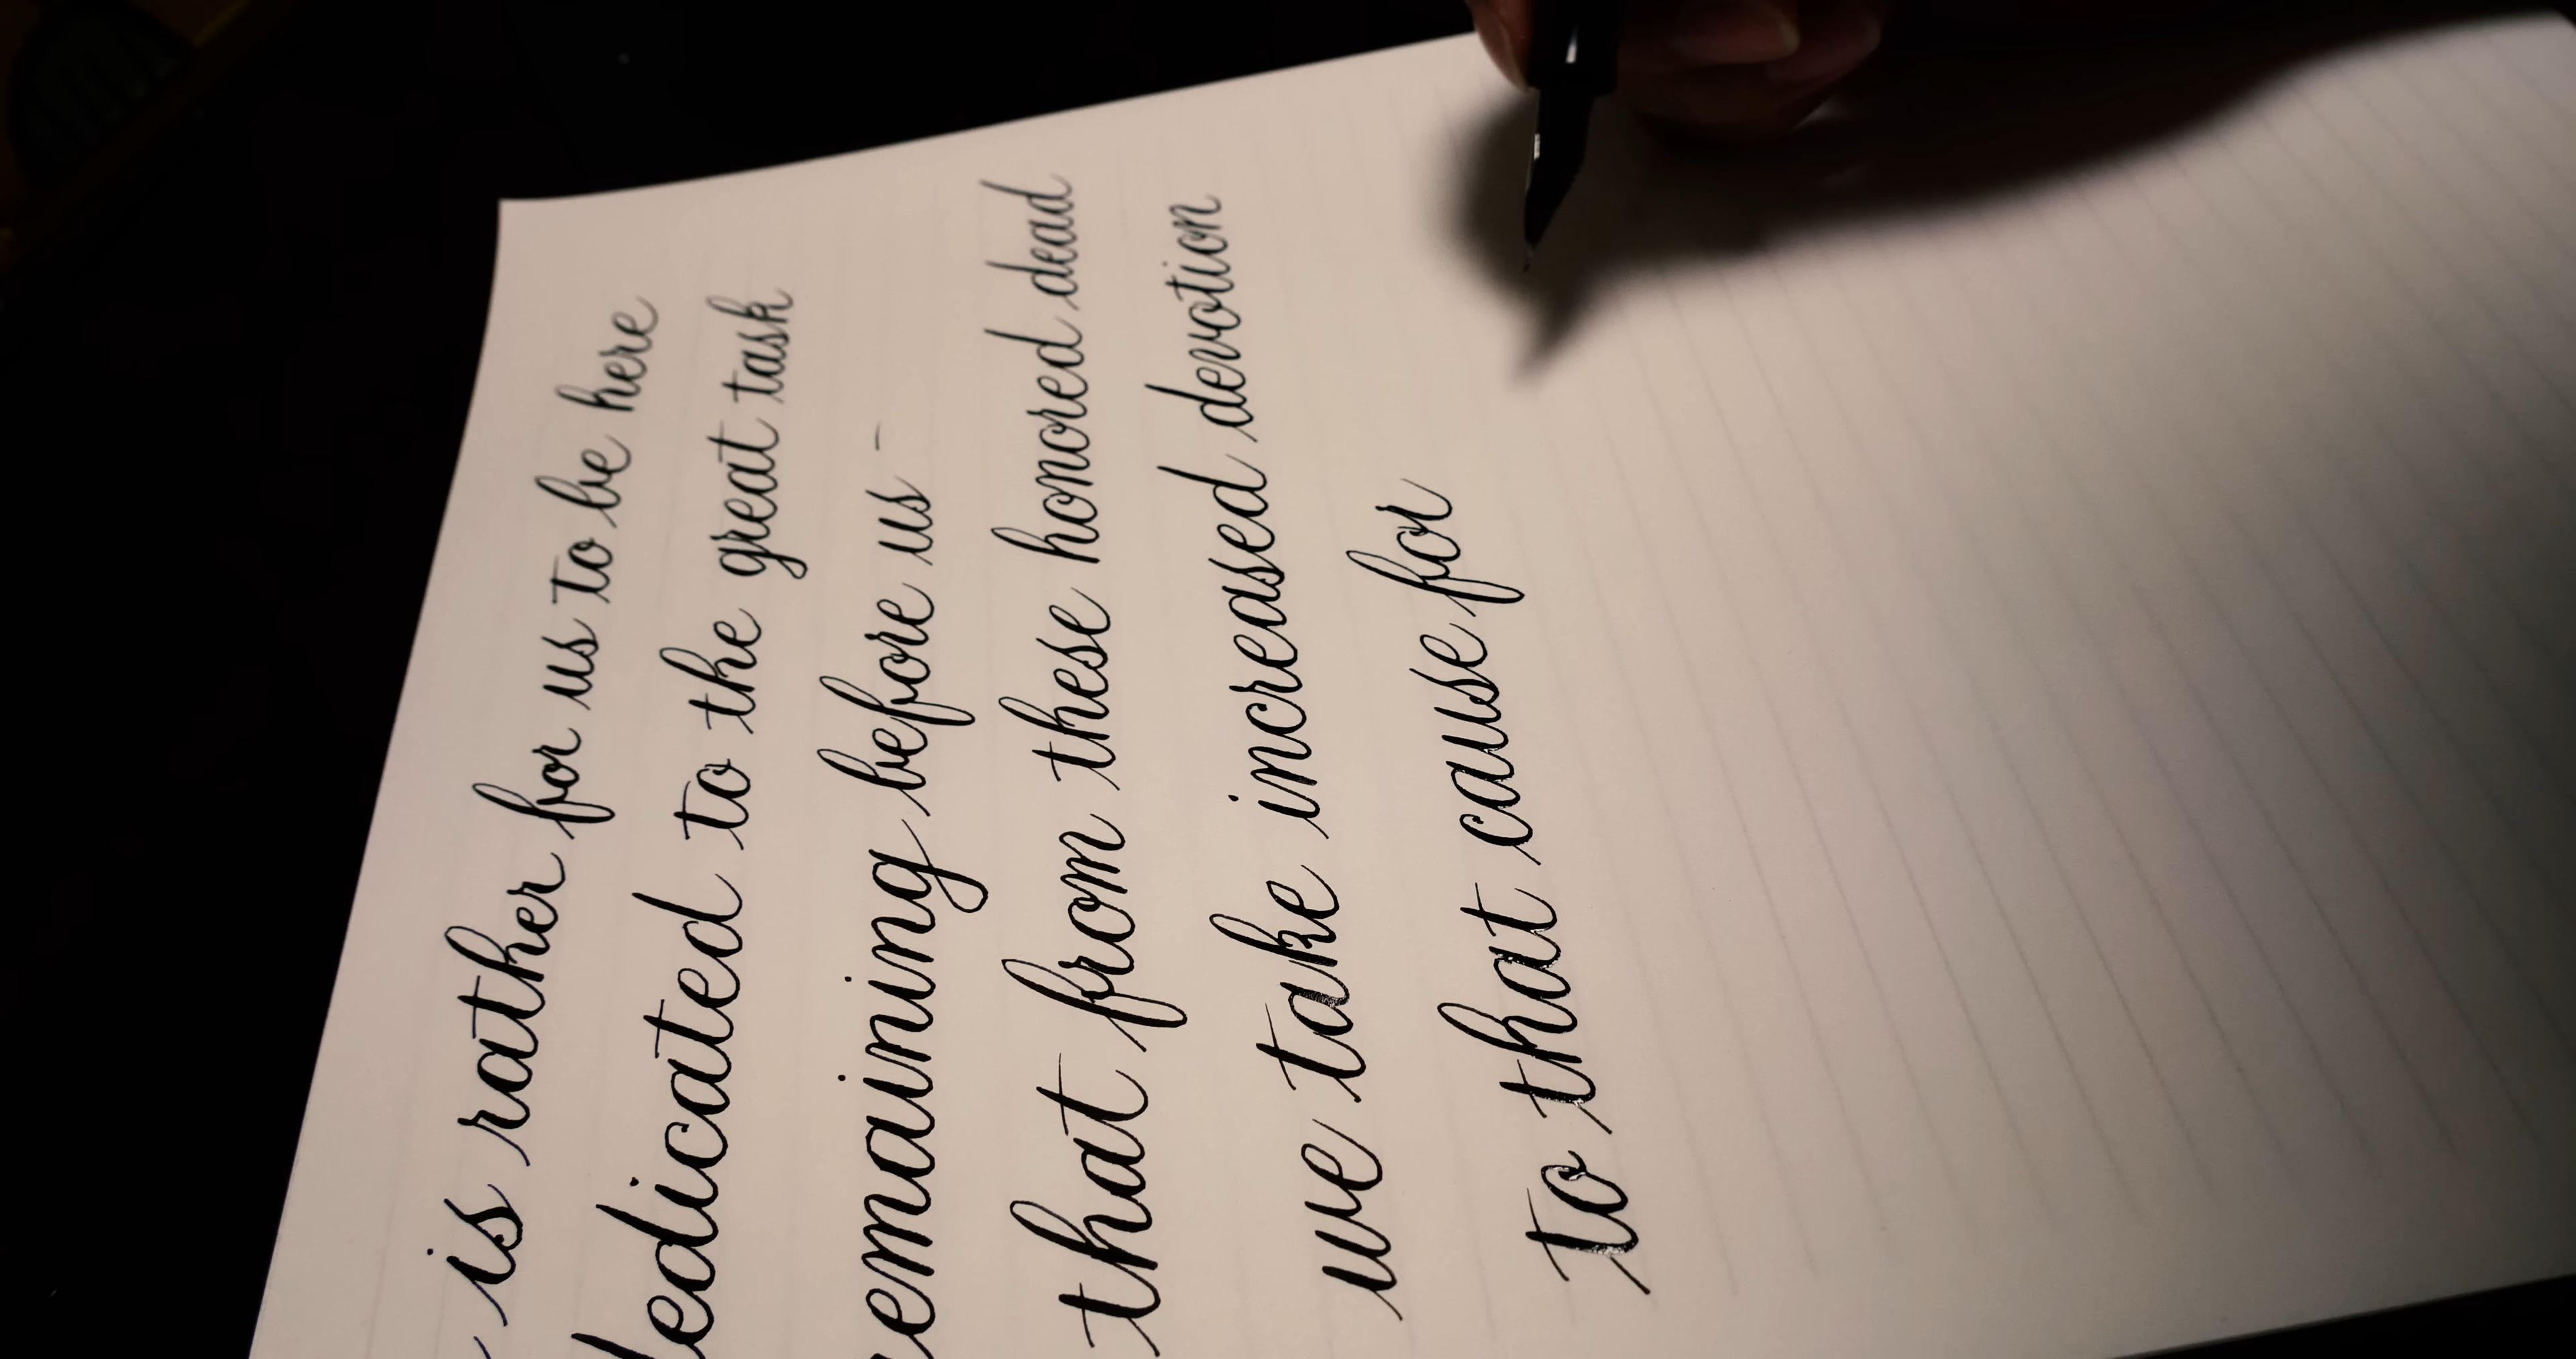 is rather for us to be here
edicated to the great task
emaining before us –
that from these honored dead
we take increased devotion
to that cause for